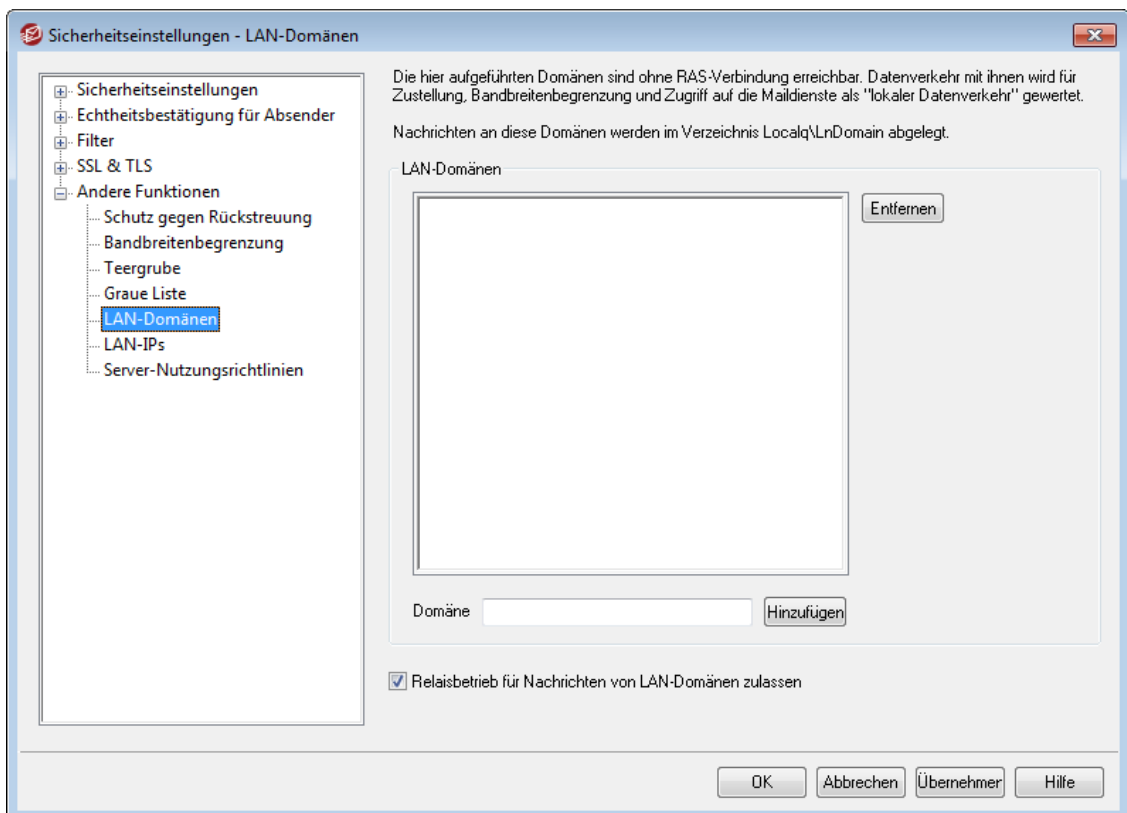 Sicherheitseinstellungen - LAN-Domänen
Sicherheitseinstellungen
Echtheitsbestätigung für Absender
Filter
SSL & TLS
Andere Funktionen
Schutz gegen Rückstreuung
Bandbreitenbegrenzung
Teergrube
Graue Liste
LAN-Domänen
LAN-IPs
Server-Nutzungsrichtlinien
Die hier aufgeführten Domänen sind ohne RAS-Verbindung erreichbar. Datenverkehr mit ihnen wird für
Zustellung, Bandbreitenbegrenzung und Zugriff auf die Maildienste als "lokaler Datenverkehr" gewertet.
Nachrichten an diese Domänen werden im Verzeichnis Localq\LnDomain abgelegt.
LAN-Domänen
Entfernen
Domäne
Hinzufügen
Relaisbetrieb für Nachrichten von LAN-Domänen zulassen
OK
Abbrechen
Übernehmer
Hilfe